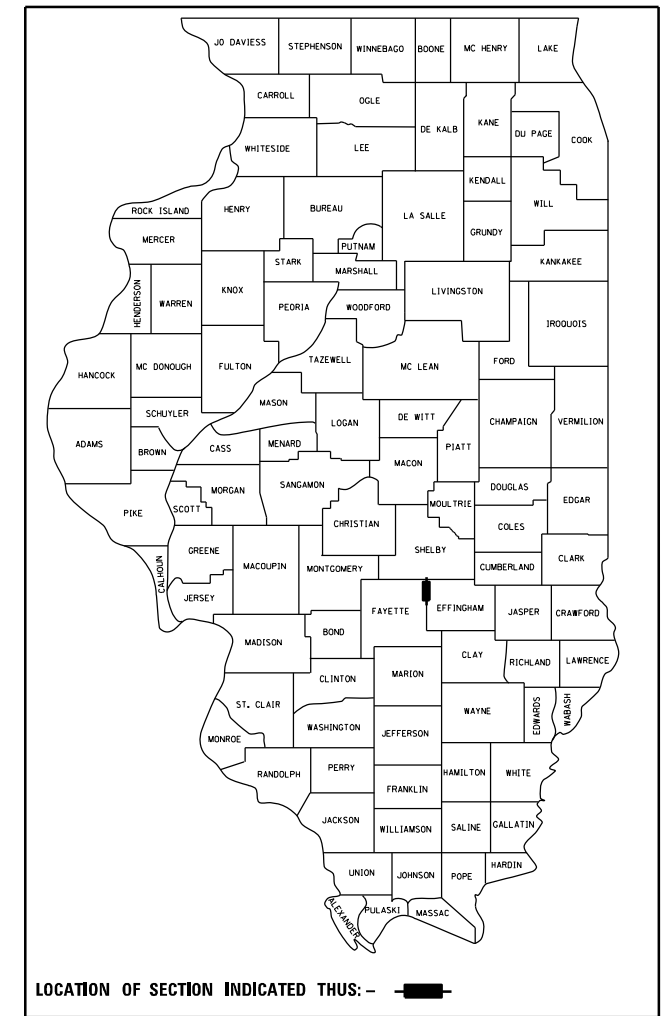 JO DAVIESS
STEPHENSON
WINNEBAGO
BOONE
MC HENRY
LAKE
CARROLL
OGLE
DE KALB
KANE
DU PAGE
COOK
WHITESIDE
LEE
KENDALL
WILL
ROCK ISLAND
HENRY
BUREAU
LA SALLE
GRUNDY
MERCER
PUTNAM
STARK
MARSHALL
KANKAKEE
HENDERSON
WARREN
KNOX
PEORIA
WOODFORD
LIVINGSTON
IROQUOIS
HANCOCK
MC DONOUGH
FULTON
TAZEWELL
MC LEAN
FORD
MASON
SCHUYLER
LOGAN
DE WITT
CHAMPAIGN
VERMILION
ADAMS
BROWN
CASS
MENARD
PIATT
MACON
PIKE
SCOTT
MORGAN
SANGAMON
CHRISTIAN
MOULTRIE
DOUGLAS
EDGAR
COLES
CALHOUN
GREENE
MACOUPIN
MONTGOMERY
SHELBY
CUMBERLAND
CLARK
JERSEY
FAYETTE
EFFINGHAM
JASPER
CRAWFORD
MADISON
BOND
CLAY
RICHLAND
LAWRENCE
MARION
CLINTON
ST. CLAIR
WAYNE
EDWARDS
WABASH
MONROE
WASHINGTON
JEFFERSON
RANDOLPH
PERRY
HAMILTON
WHITE
FRANKLIN
JACKSON
WILLIAMSON
SALINE
GALLATIN
UNION
JOHNSON
POPE
HARDIN
ALEXANDER
PULASKI
MASSAC
LOCATION OF SECTION INDICATED THUS: –